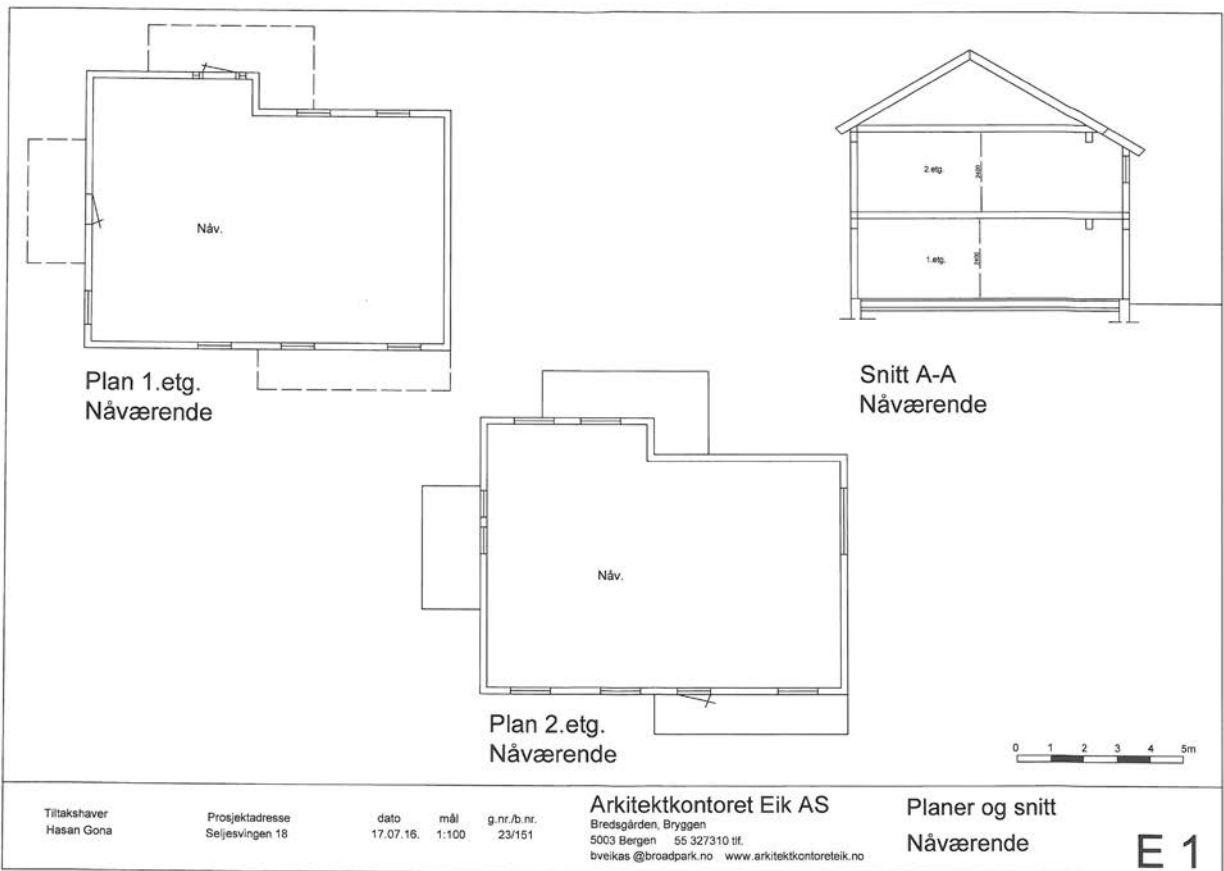 Nåv.
Plan 1.etg.
Nåværende
2.etg.
2400
1.etg.
2400
Snitt A-A
Nåværende
Nåv.
Plan 2.etg.
Nåværende
0 1 2 3 4 5m
Tiltakshaver
Hasan Gona
Prosjektadresse
Seljesvingen 18
dato
17.07.16.
mål
1:100
g.nr./b.nr.
23/151
Arkitektkontoret Eik AS
Bredsgården, Bryggen
5003 Bergen 55 327310 tlf.
bveikas @broadpark.no www.arkitektkontoreteik.no
Planer og snitt
Nåværende
E 1